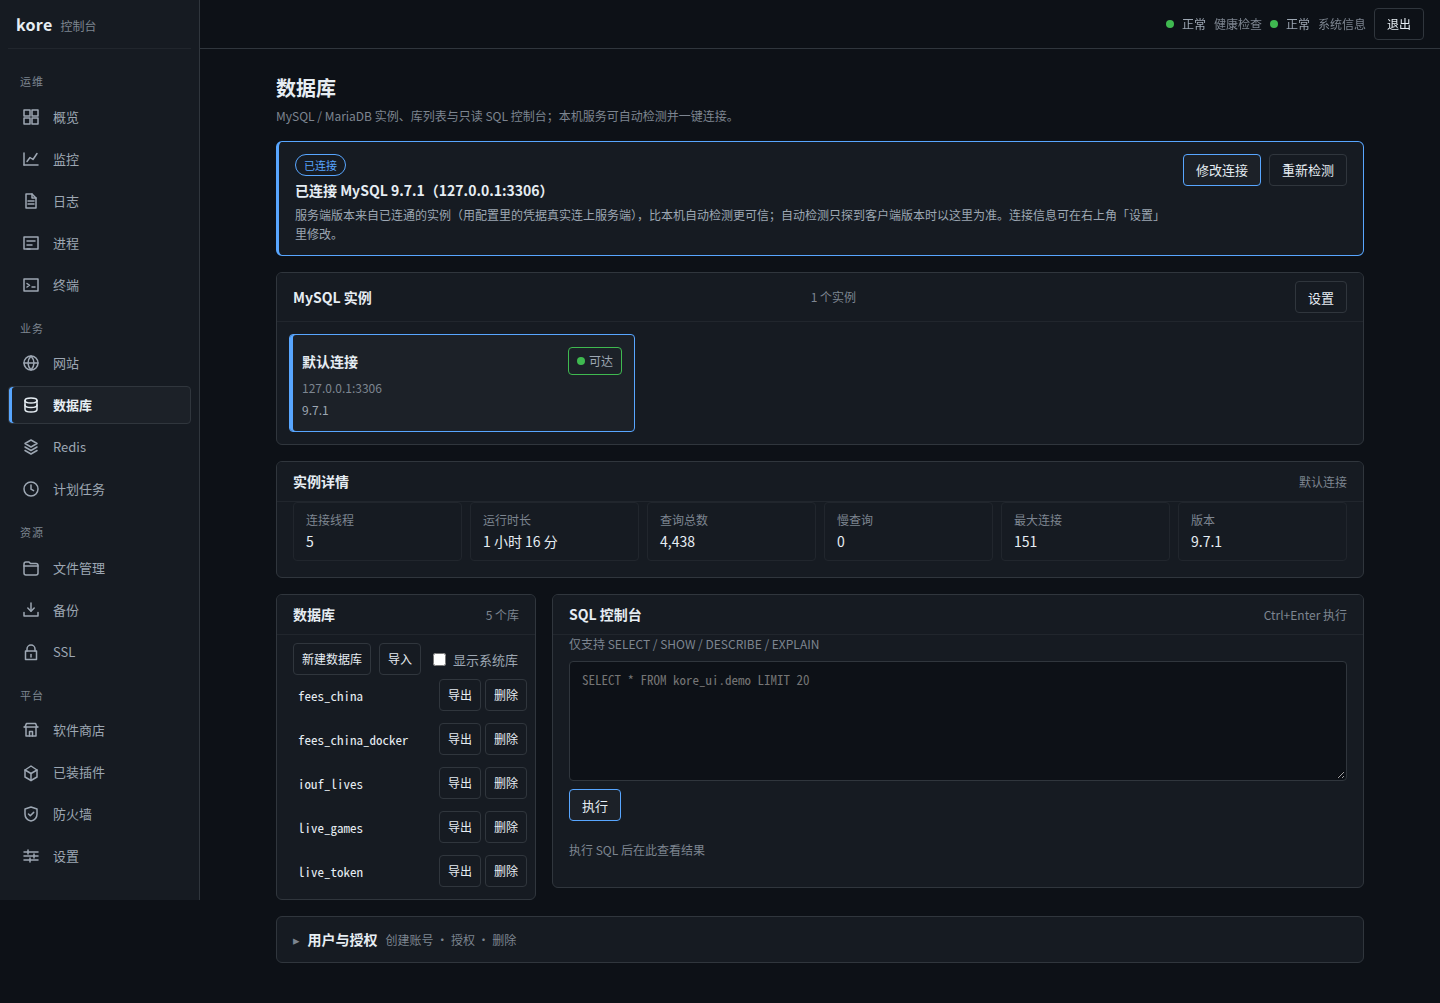 kore 控制台
正常 健康检查 正常 系统信息 退出
运维
概览
监控
日志
进程
终端
业务
网站
数据库
Redis
计划任务
资源
文件管理
备份
SSL
平台
软件商店
已装插件
防火墙
设置
数据库
MySQL / MariaDB 实例、库列表与只读 SQL 控制台；本机服务可自动检测并一键连接。
已连接
修改连接 重新检测
已连接 MySQL 9.7.1（127.0.0.1:3306）
服务端版本来自已连通的实例（用配置里的凭据真实连上服务端），比本机自动检测更可信；自动检测只探到客户端版本时以这里为准。连接信息可在右上角「设置」
里修改。
MySQL 实例 1 个实例 设置
默认连接 可达
127.0.0.1:3306
9.7.1
实例详情 默认连接
连接线程 运行时长 查询总数 慢查询 最大连接 版本
5 1 小时 16 分 4,438 0 151 9.7.1
数据库 5 个库
新建数据库 导入 显示系统库
fees_china 导出 删除
fees_china_docker 导出 删除
iouf_lives 导出 删除
live_games 导出 删除
live_token 导出 删除
SQL 控制台 Ctrl+Enter 执行
仅支持 SELECT / SHOW / DESCRIBE / EXPLAIN
SELECT * FROM kore_ui.demo LIMIT 20
执行
执行 SQL 后在此查看结果
▸ 用户与授权 创建账号 · 授权 · 删除